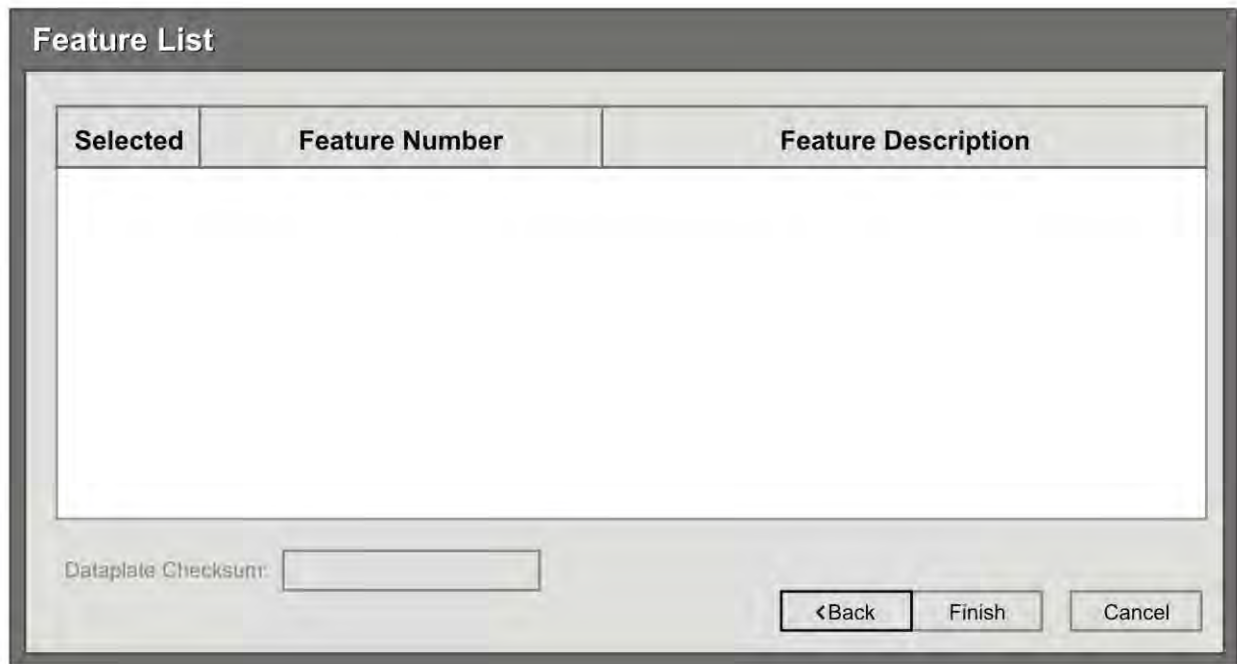 Feature List
Selected Feature Number Feature Description
Dataplate Checksum:
<Back Finish Cancel